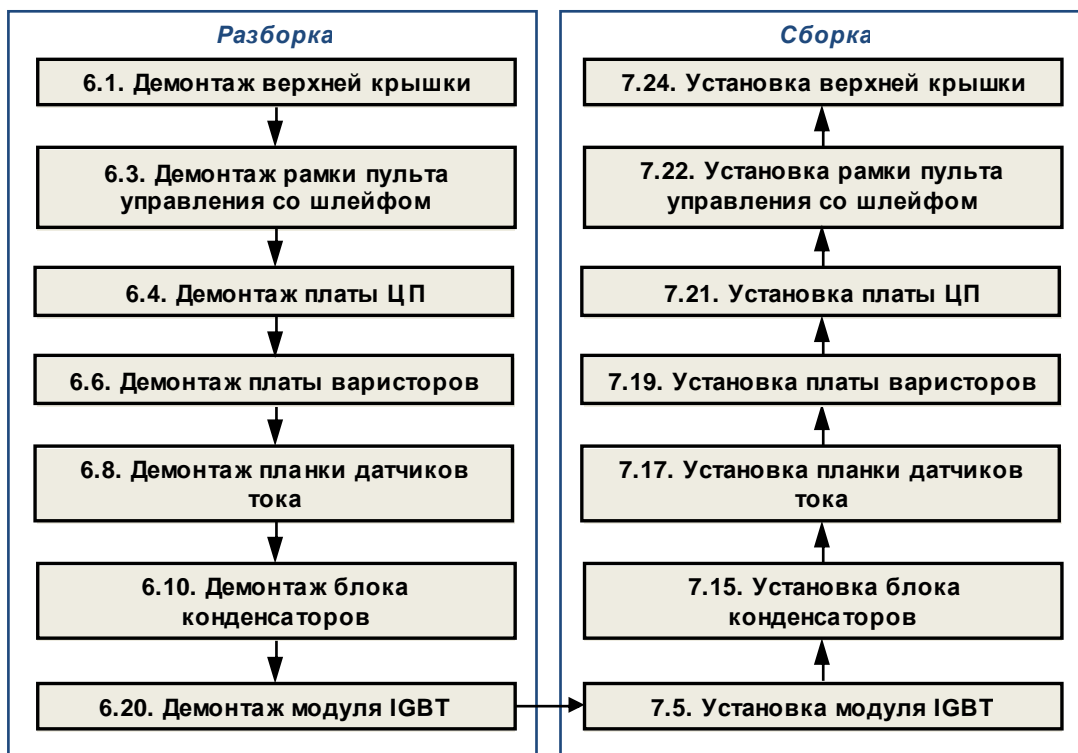 Разборка
6.1. Демонтаж верхней крышки
6.3. Демонтаж рамки пульта
управления со шлейфом
6.4. Демонтаж платы ЦП
6.6. Демонтаж платы варисторов
6.8. Демонтаж планки датчиков
тока
6.10. Демонтаж блока
конденсаторов
6.20. Демонтаж модуля IGBT
Сборка
7.24. Установка верхней крышки
7.22. Установка рамки пульта
управления со шлейфом
7.21. Установка платы ЦП
7.19. Установка платы варисторов
7.17. Установка планки датчиков
тока
7.15. Установка блока
конденсаторов
7.5. Установка модуля IGBT